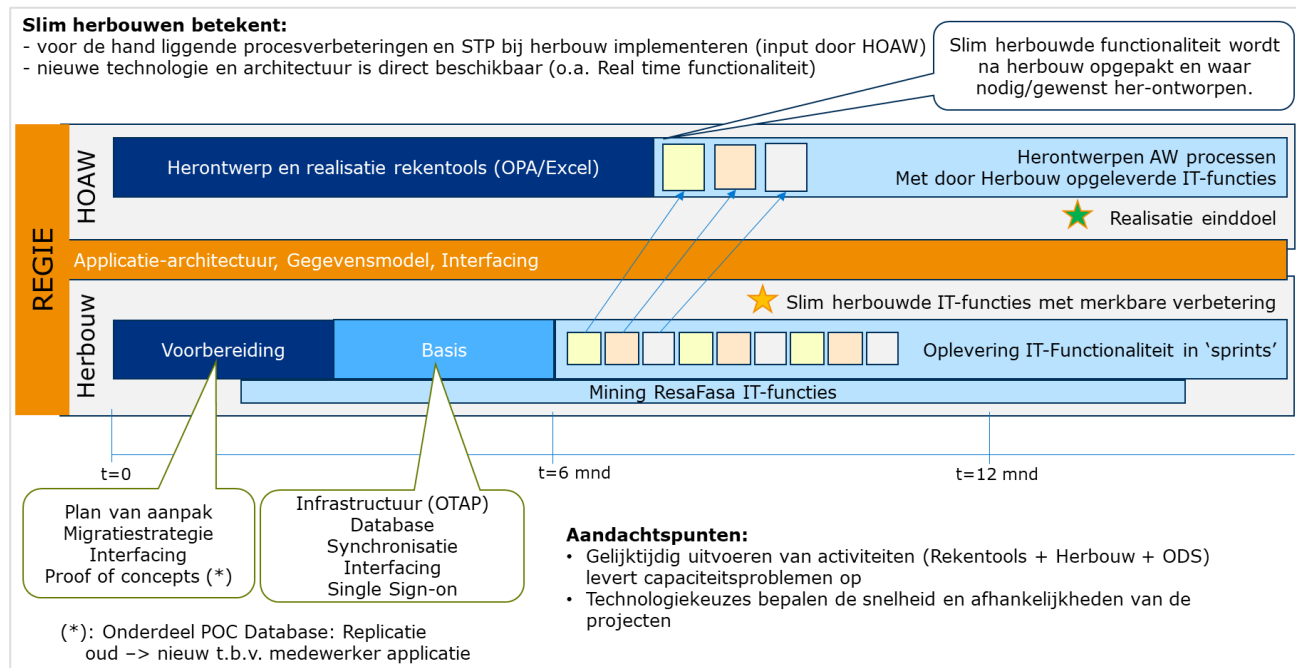 Slim herbouwen betekent:
- voor de hand liggende procesverbeteringen en STP bij herbouw implementeren (input door HOAW)
- nieuwe technologie en architectuur is direct beschikbaar (o.a. Real time functionaliteit)
Slim herbouwde functionaliteit wordt
na herbouw opgepakt en waar
nodig/gewenst her-ontworpen.
REGIE
HOAW
Herontwerp en realisatie rekentools (OPA/Excel)
Herontwerpen AW processen
Met door Herbouw opgeleverde IT-functies
Realisatie einddoel
Applicatie-architectuur, Gegevensmodel, Interfacing
Herbouw
Slim herbouwde IT-functies met merkbare verbetering
Voorbereiding
Basis
Oplevering IT-Functionaliteit in ‘sprints’
Mining ResaFasa IT-functies
t=0
t=6 mnd
t=12 mnd
Plan van aanpak
Migratiestrategie
Interfacing
Proof of concepts (*)
Infrastructuur (OTAP)
Database
Synchronisatie
Interfacing
Single Sign-on
Aandachtspunten:
• Gelijktijdig uitvoeren van activiteiten (Rekentools + Herbouw + ODS)
levert capaciteitsproblemen op
• Technologiekeuzes bepalen de snelheid en afhankelijkheden van de
projecten
(*): Onderdeel POC Database: Replicatie
oud –> nieuw t.b.v. medewerker applicatie